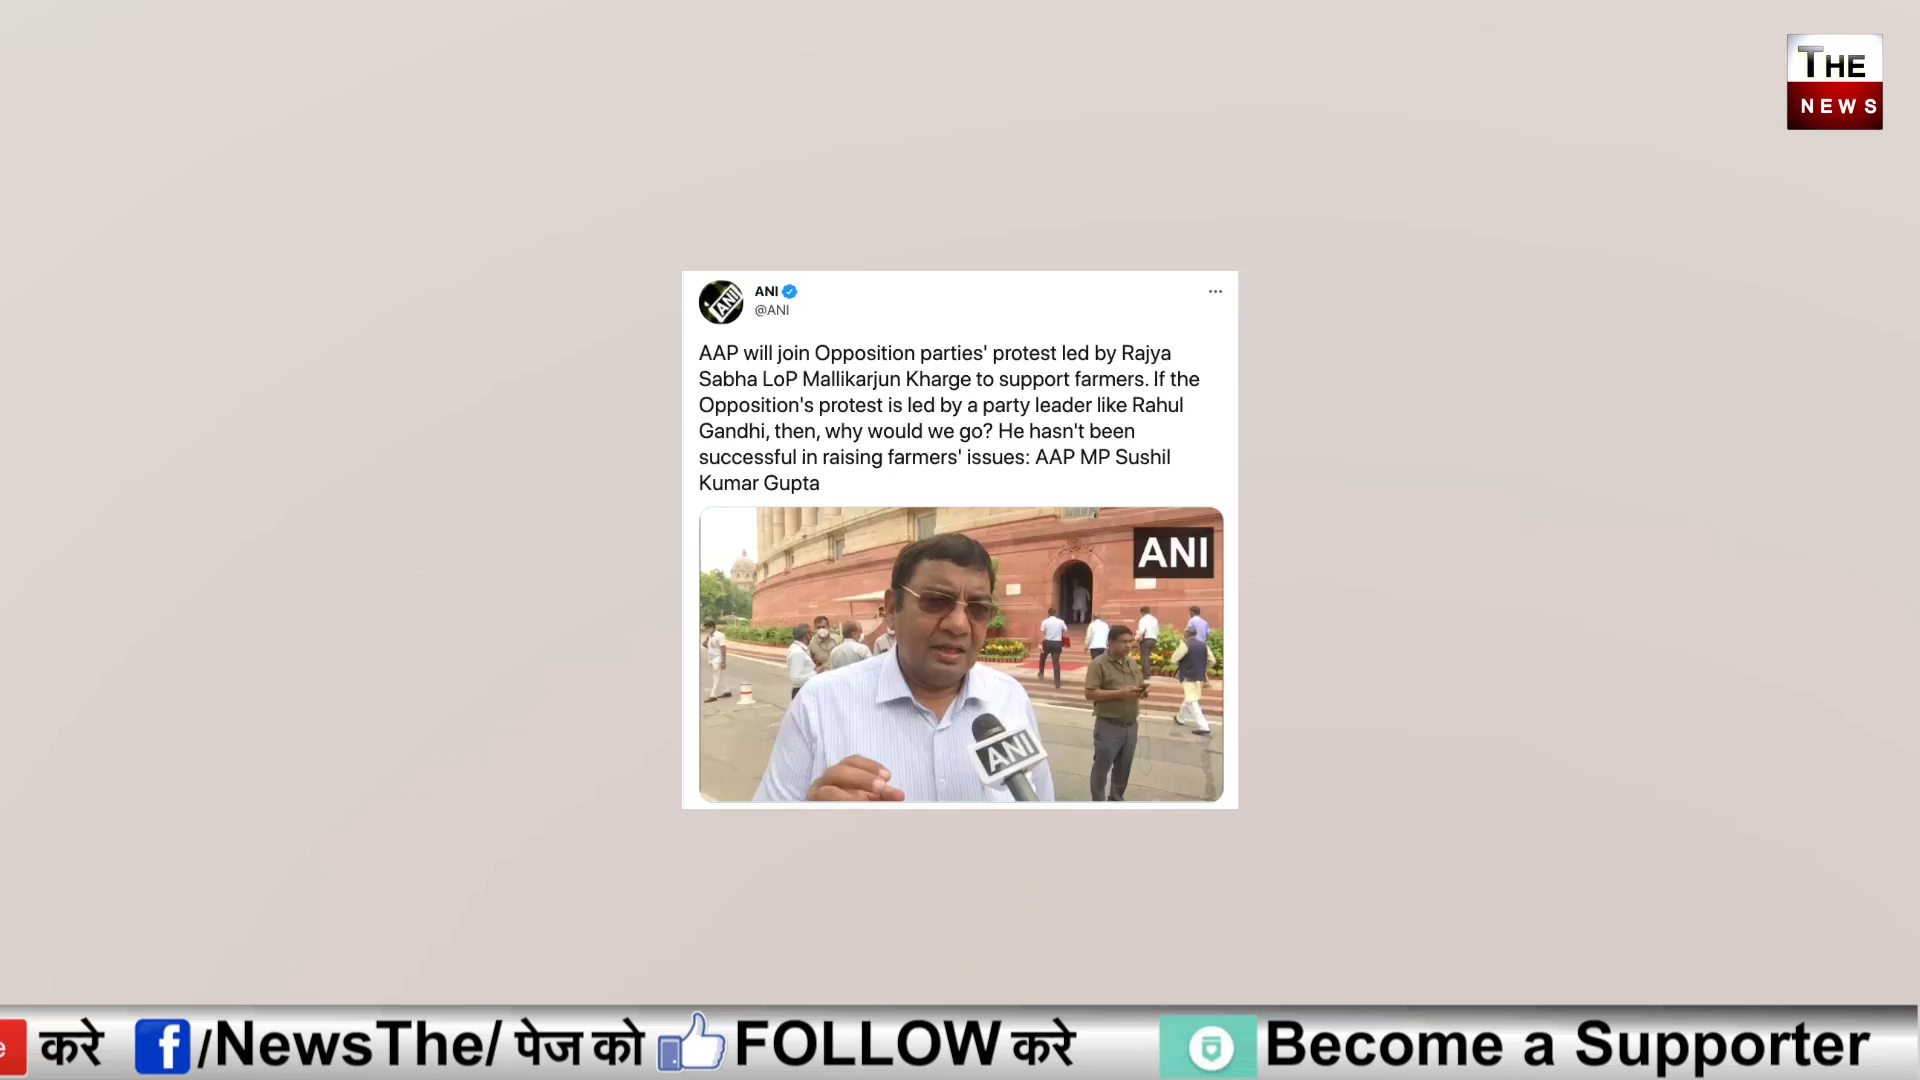 THE
NEWS
ANI
ANI
@ANI
AAP will join Opposition parties' protest led by Rajya
Sabha LoP Mallikarjun Kharge to support farmers. If the
Opposition's protest is led by a party leader like Rahul
Gandhi, then, why would we go? He hasn't been
successful in raising farmers' issues: AAP MP Sushil
Kumar Gupta
ANI
ANI
e करे f/NewsThe/ पेज को FOLLOW करे Become a Supporter